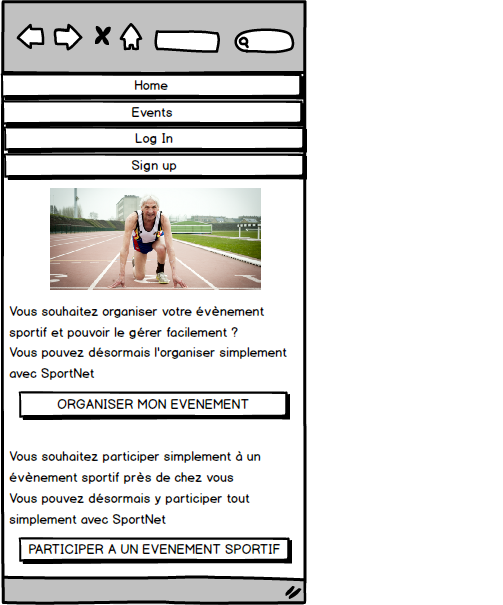 Home
Events
Log In
Sign up
Vous souhaitez organiser votre évènement
sportif et pouvoir le gérer facilement ?
Vous pouvez désormais l'organiser simplement
avec SportNet
ORGANISER MON EVENEMENT
Vous souhaitez participer simplement à un
évènement sportif près de chez vous
Vous pouvez désormais y participer tout
simplement avec SportNet
PARTICIPER A UN EVENEMENT SPORTIF